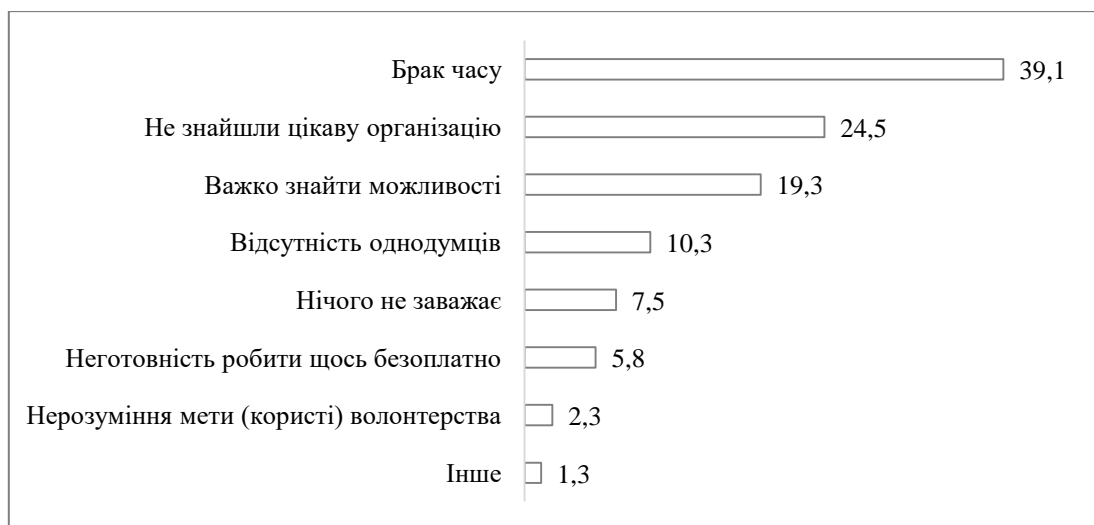 Брак часу 39,1
Не знайшли цікаву організацію 24,5
Важко знайти можливості 19,3
Відсутність однодумців 10,3
Нічого не заважає 7,5
Неготовність робити щось безоплатно 5,8
Нерозуміння мети (користі) волонтерства 2,3
Інше 1,3